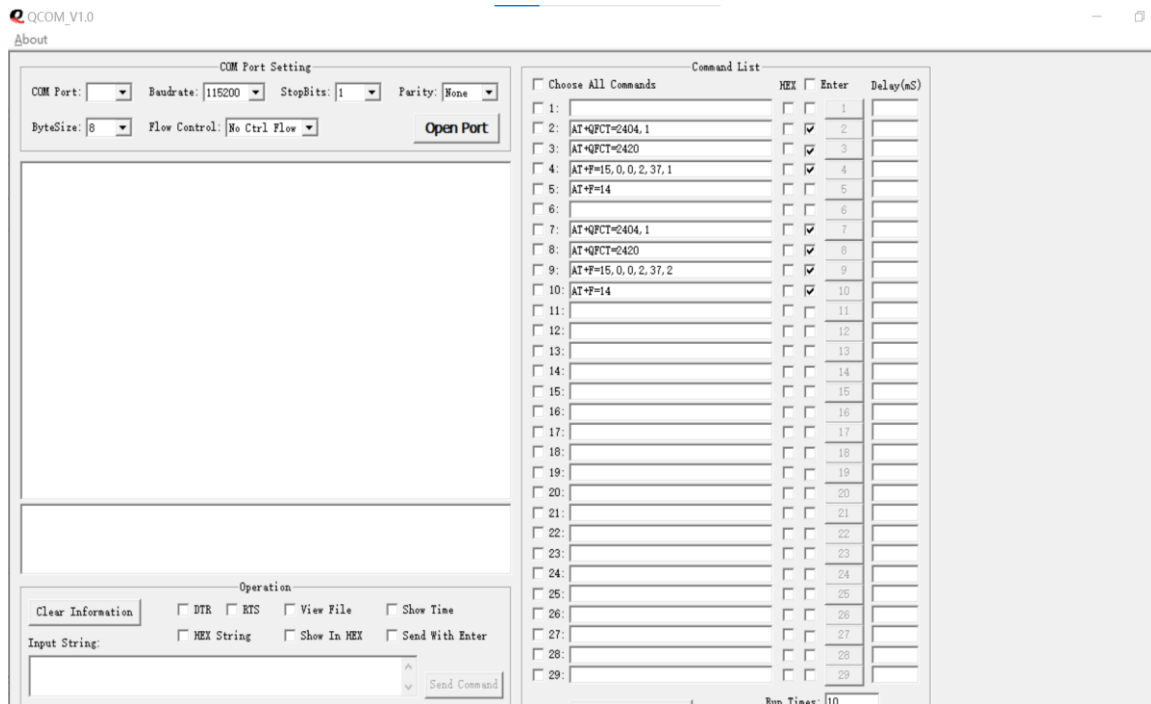 QCOM_V1.0
About
COM Port Setting
COM Port: Baudrate: 115200 StopBits: 1 Parity: None
ByteSize: 8 Flow Control: No Ctrl Flow Open Port
Command List
Choose All Commands HEX Enter Delay(mS)
1: 1
2: AT+QFCT=2404,1 2
3: AT+QFCT=2420 3
4: AT+F=15,0,0,2,37,1 4
5: AT+F=14 5
6: 6
7: AT+QFCT=2404,1 7
8: AT+QFCT=2420 8
9: AT+F=15,0,0,2,37,2 9
10: AT+F=14 10
11: 11
12: 12
13: 13
14: 14
15: 15
16: 16
17: 17
18: 18
19: 19
20: 20
21: 21
22: 22
23: 23
24: 24
25: 25
26: 26
27: 27
28: 28
29: 29
Run Times: 10
Operation
Clear Information DTR RTS View File Show Time
HEX String Show In HEX Send With Enter
Input String:
Send Command